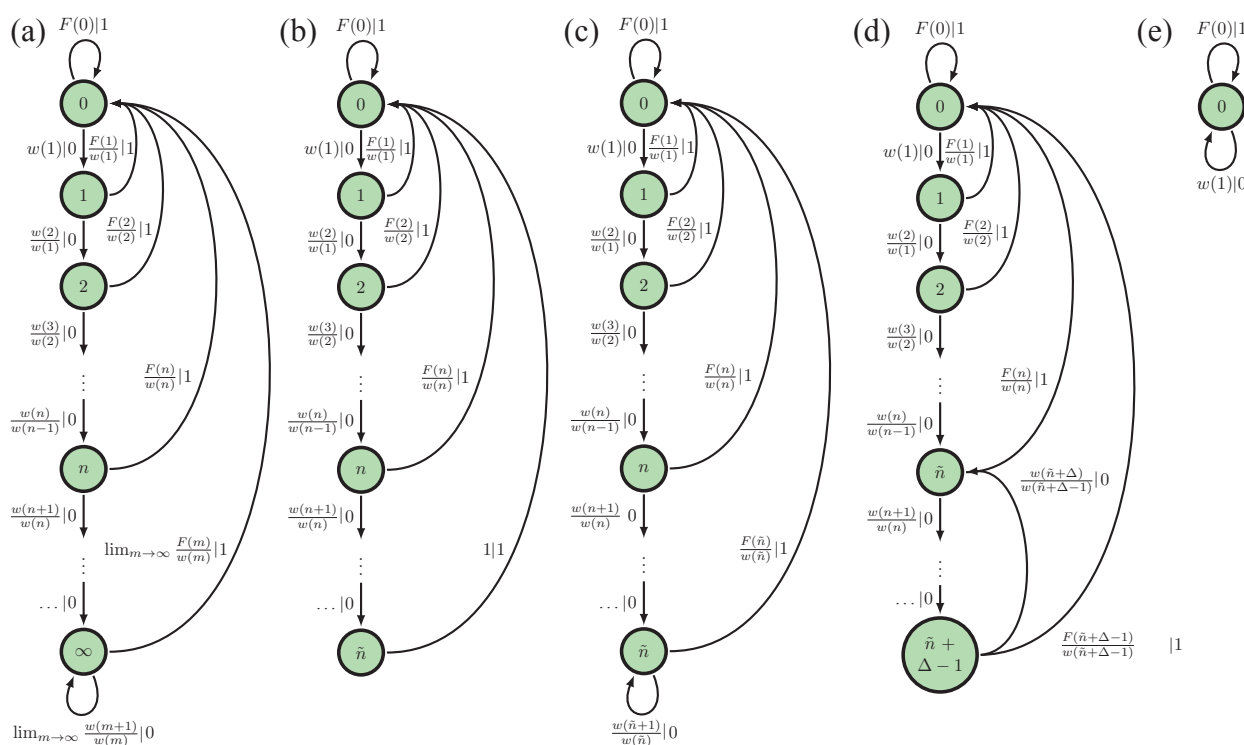 (a) (b) (c) (d) (e)
F(0)|1 F(0)|1 F(0)|1 F(0)|1 F(0)|1
0 0 0 0 0
w(1)|0 F(1)/w(1)|1 w(1)|0 F(1)/w(1)|1 w(1)|0 F(1)/w(1)|1 w(1)|0 F(1)/w(1)|1 w(1)|0
1 1 1 1
w(2)/w(1)|0 F(2)/w(2)|1 w(2)/w(1)|0 F(2)/w(2)|1 w(2)/w(1)|0 F(2)/w(2)|1 w(2)/w(1)|0 F(2)/w(2)|1
2 2 2 2
w(3)/w(2)|0 w(3)/w(2)|0 w(3)/w(2)|0 w(3)/w(2)|0
⋮ F(n)/w(n)|1 ⋮ F(n)/w(n)|1 ⋮ F(n)/w(n)|1 ⋮ F(n)/w(n)|1
w(n)/w(n−1)|0 w(n)/w(n−1)|0 w(n)/w(n−1)|0 w(n)/w(n−1)|0
n n n ñ w(ñ+Δ)/w(ñ+Δ−1)|0
w(n+1)/w(n)|0 w(n+1)/w(n)|0 w(n+1)/w(n) 0 w(n+1)/w(n)|0
⋮ lim m→∞ F(m)/w(m)|1 ⋮ 1|1 ⋮ F(ñ)/w(ñ)|1 ⋮
...|0 ...|0 ...|0 ...|0
∞ ñ ñ ñ + Δ − 1 F(ñ+Δ−1)/w(ñ+Δ−1) |1
lim m→∞ w(m+1)/w(m)|0 w(ñ+1)/w(ñ)|0